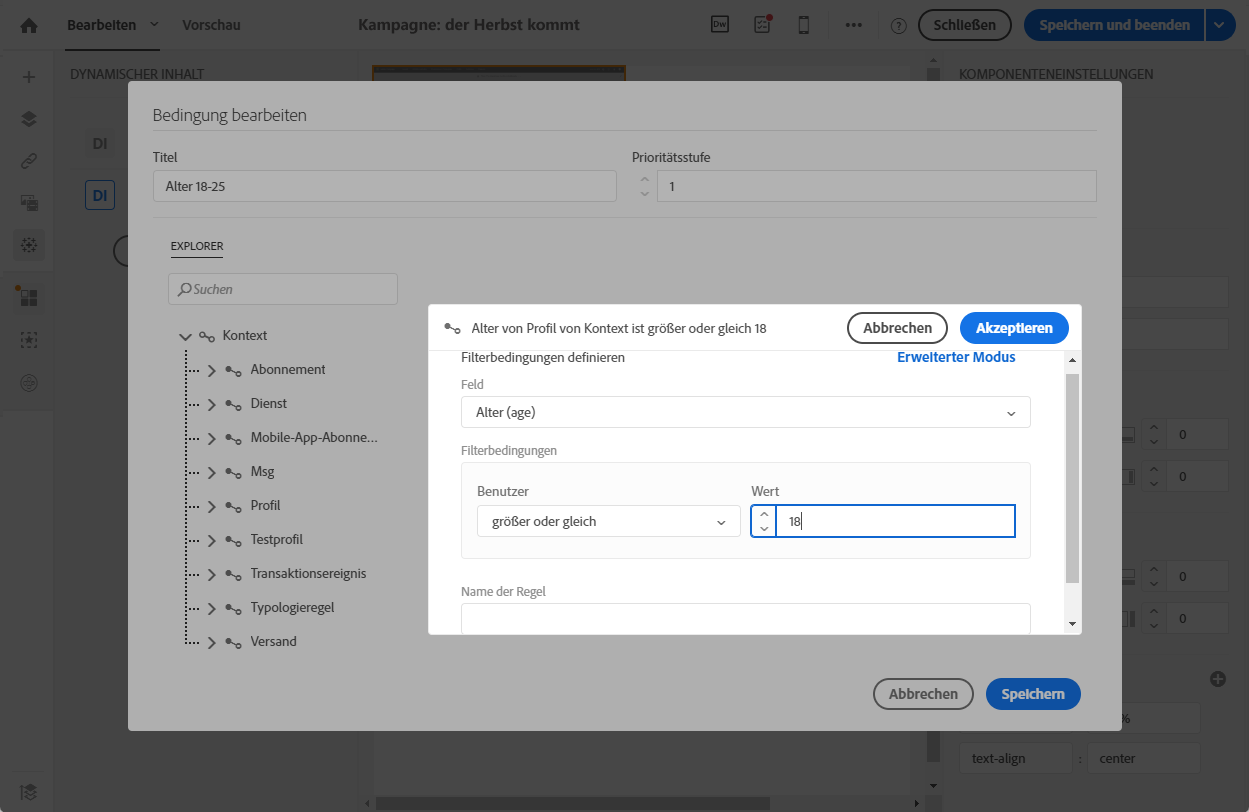 Bearbeiten Vorschau Kampagne: der Herbst kommt Dw ••• ? Schließen Speichern und beenden
DYNAMISCHER INHALT KOMPONENTENEINSTELLUNGEN
DI
DI
Bedingung bearbeiten
Titel Prioritätsstufe
Alter 18-25 1
EXPLORER
Suchen
Kontext
Abonnement
Dienst
Mobile-App-Abonne...
Msg
Profil
Testprofil
Transaktionsereignis
Typologieregel
Versand
Alter von Profil von Kontext ist größer oder gleich 18 Abbrechen Akzeptieren
Filterbedingungen definieren Erweiterter Modus
Feld
Alter (age)
Filterbedingungen
Benutzer Wert
größer oder gleich 18
Name der Regel
0
0
0
0
Abbrechen Speichern
%
text-align : center